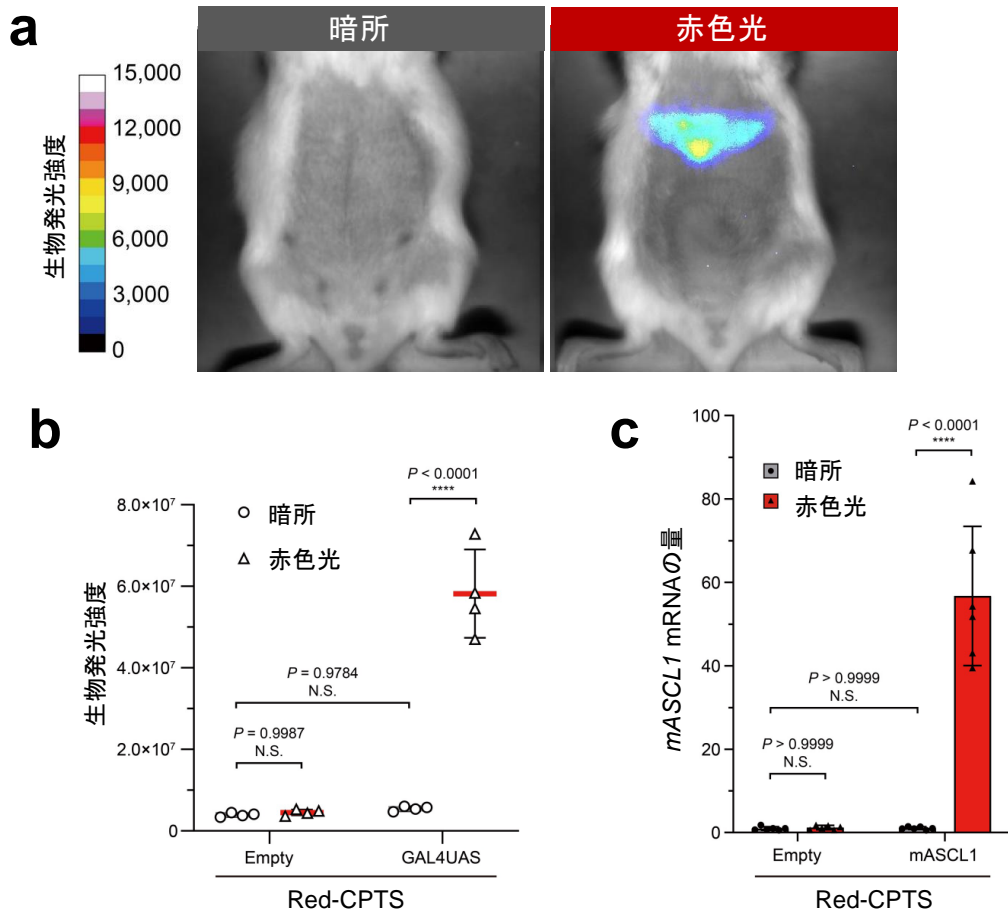 a
暗所
赤色光
生物発光強度
15,000
12,000
9,000
6,000
3,000
0
b
生物発光強度
8.0×10⁷
6.0×10⁷
4.0×10⁷
2.0×10⁷
0
暗所
赤色光
P < 0.0001
****
P = 0.9784
N.S.
P = 0.9987
N.S.
Empty
GAL4UAS
Red-CPTS
c
mASCL1 mRNAの量
100
80
60
40
20
0
暗所
赤色光
P < 0.0001
****
P > 0.9999
N.S.
P > 0.9999
N.S.
Empty
mASCL1
Red-CPTS